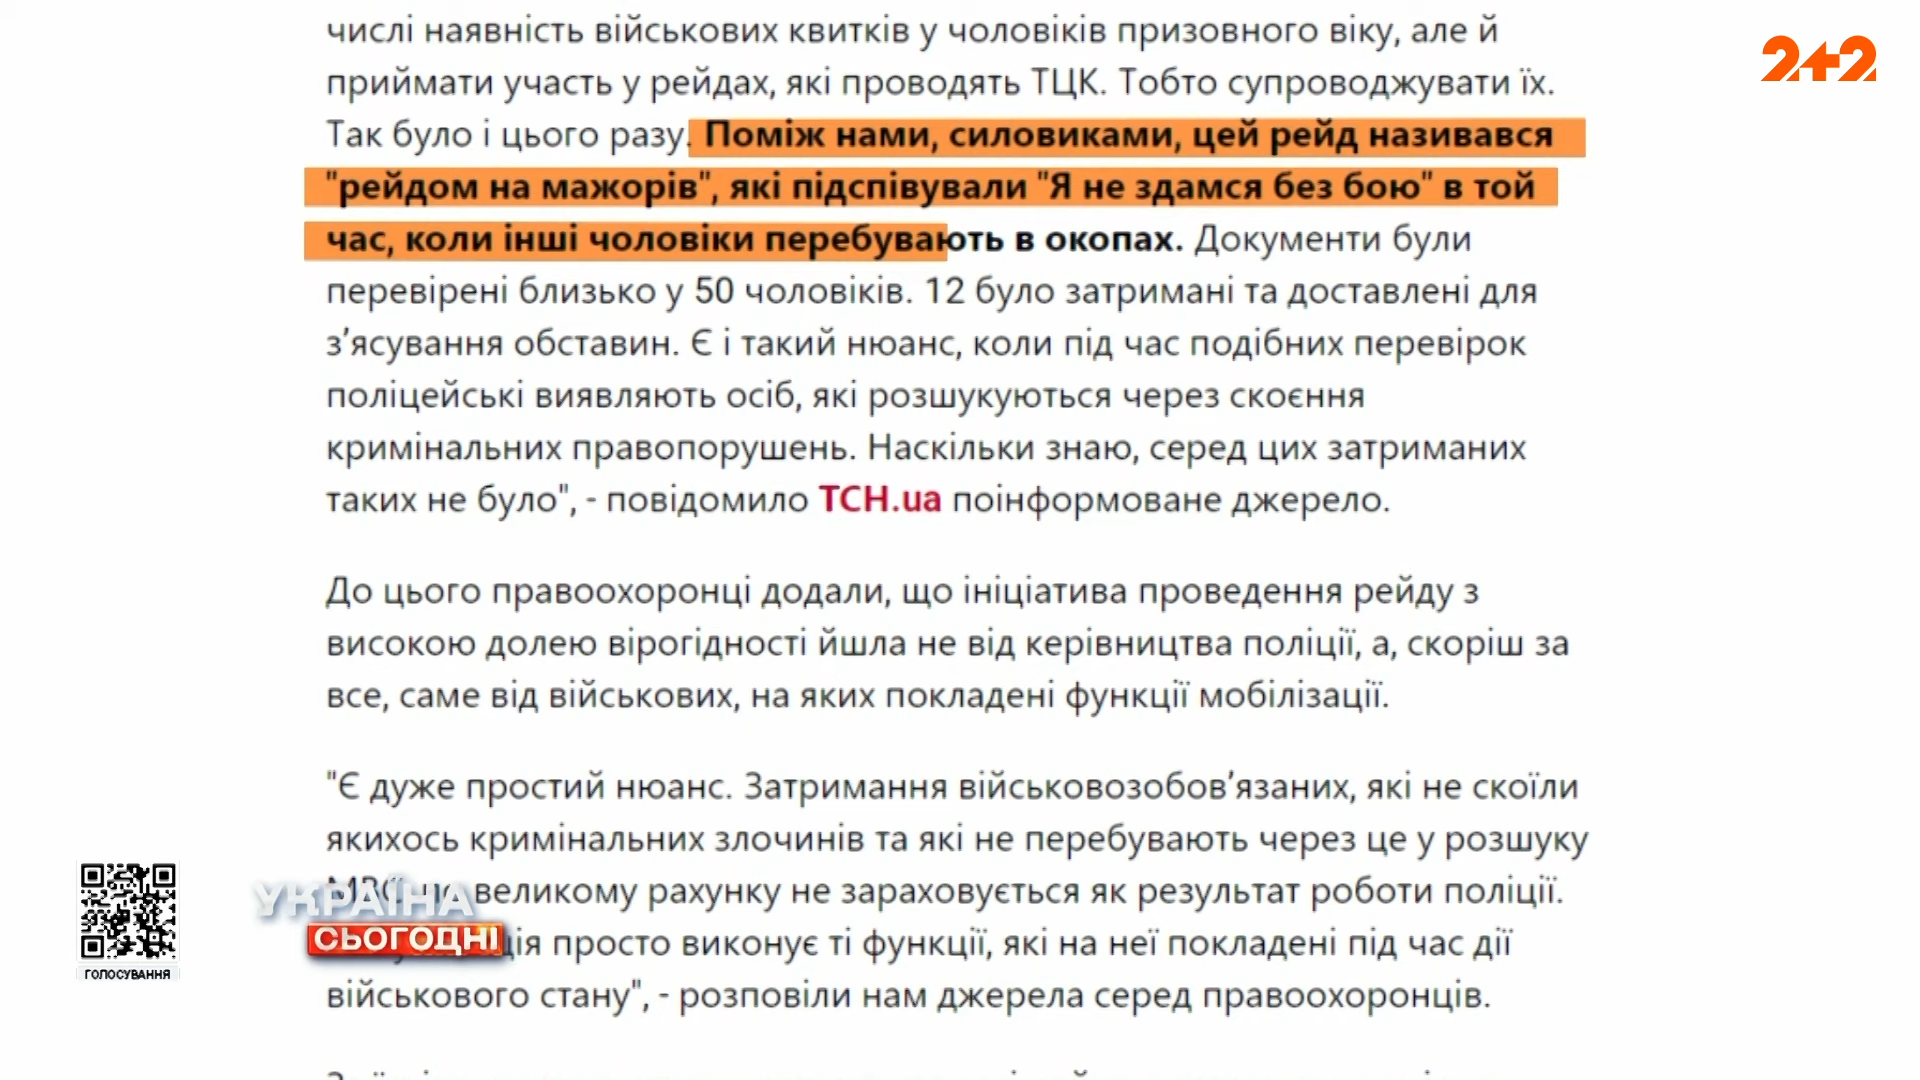 числі наявність військових квитків у чоловіків призовного віку, але й
приймати участь у рейдах, які проводять ТЦК. Тобто супроводжувати їх.
Так було і цього разу. Поміж нами, силовиками, цей рейд називався
"рейдом на мажорів", які підспівували "Я не здамся без бою" в той
час, коли інші чоловіки перебувають в окопах. Документи були
перевірені близько у 50 чоловіків. 12 було затримані та доставлені для
з’ясування обставин. Є і такий нюанс, коли під час подібних перевірок
поліцейські виявляють осіб, які розшукуються через скоєння
кримінальних правопорушень. Наскільки знаю, серед цих затриманих
таких не було", - повідомило ТСН.ua поінформоване джерело.
До цього правоохоронці додали, що ініціатива проведення рейду з
високою долею вірогідності йшла не від керівництва поліції, а, скоріш за
все, саме від військових, на яких покладені функції мобілізації.
"Є дуже простий нюанс. Затримання військовозобов’язаних, які не скоїли
якихось кримінальних злочинів та які не перебувають через це у розшуку
МВС по великому рахунку не зараховується як результат роботи поліції.
просто виконує ті функції, які на неї покладені під час дії
військового стану", - розповіли нам джерела серед правоохоронців.
2+2
УКРАЇНА
СЬОГОДНІ
ГОЛОСУВАННЯ